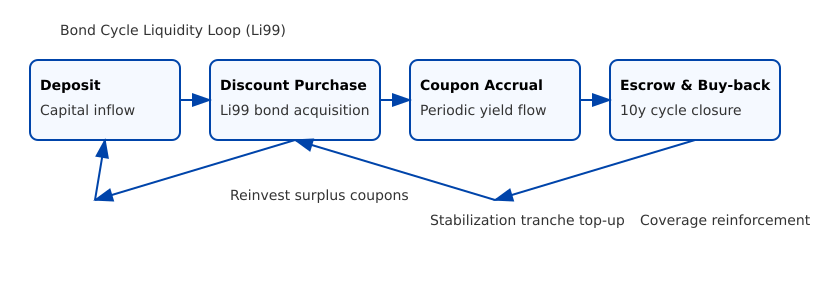 Bond Cycle Liquidity Loop (Li99)
Deposit
Capital inflow
Discount Purchase
Li99 bond acquisition
Coupon Accrual
Periodic yield flow
Escrow & Buy-back
10y cycle closure
Reinvest surplus coupons
Stabilization tranche top-up
Coverage reinforcement